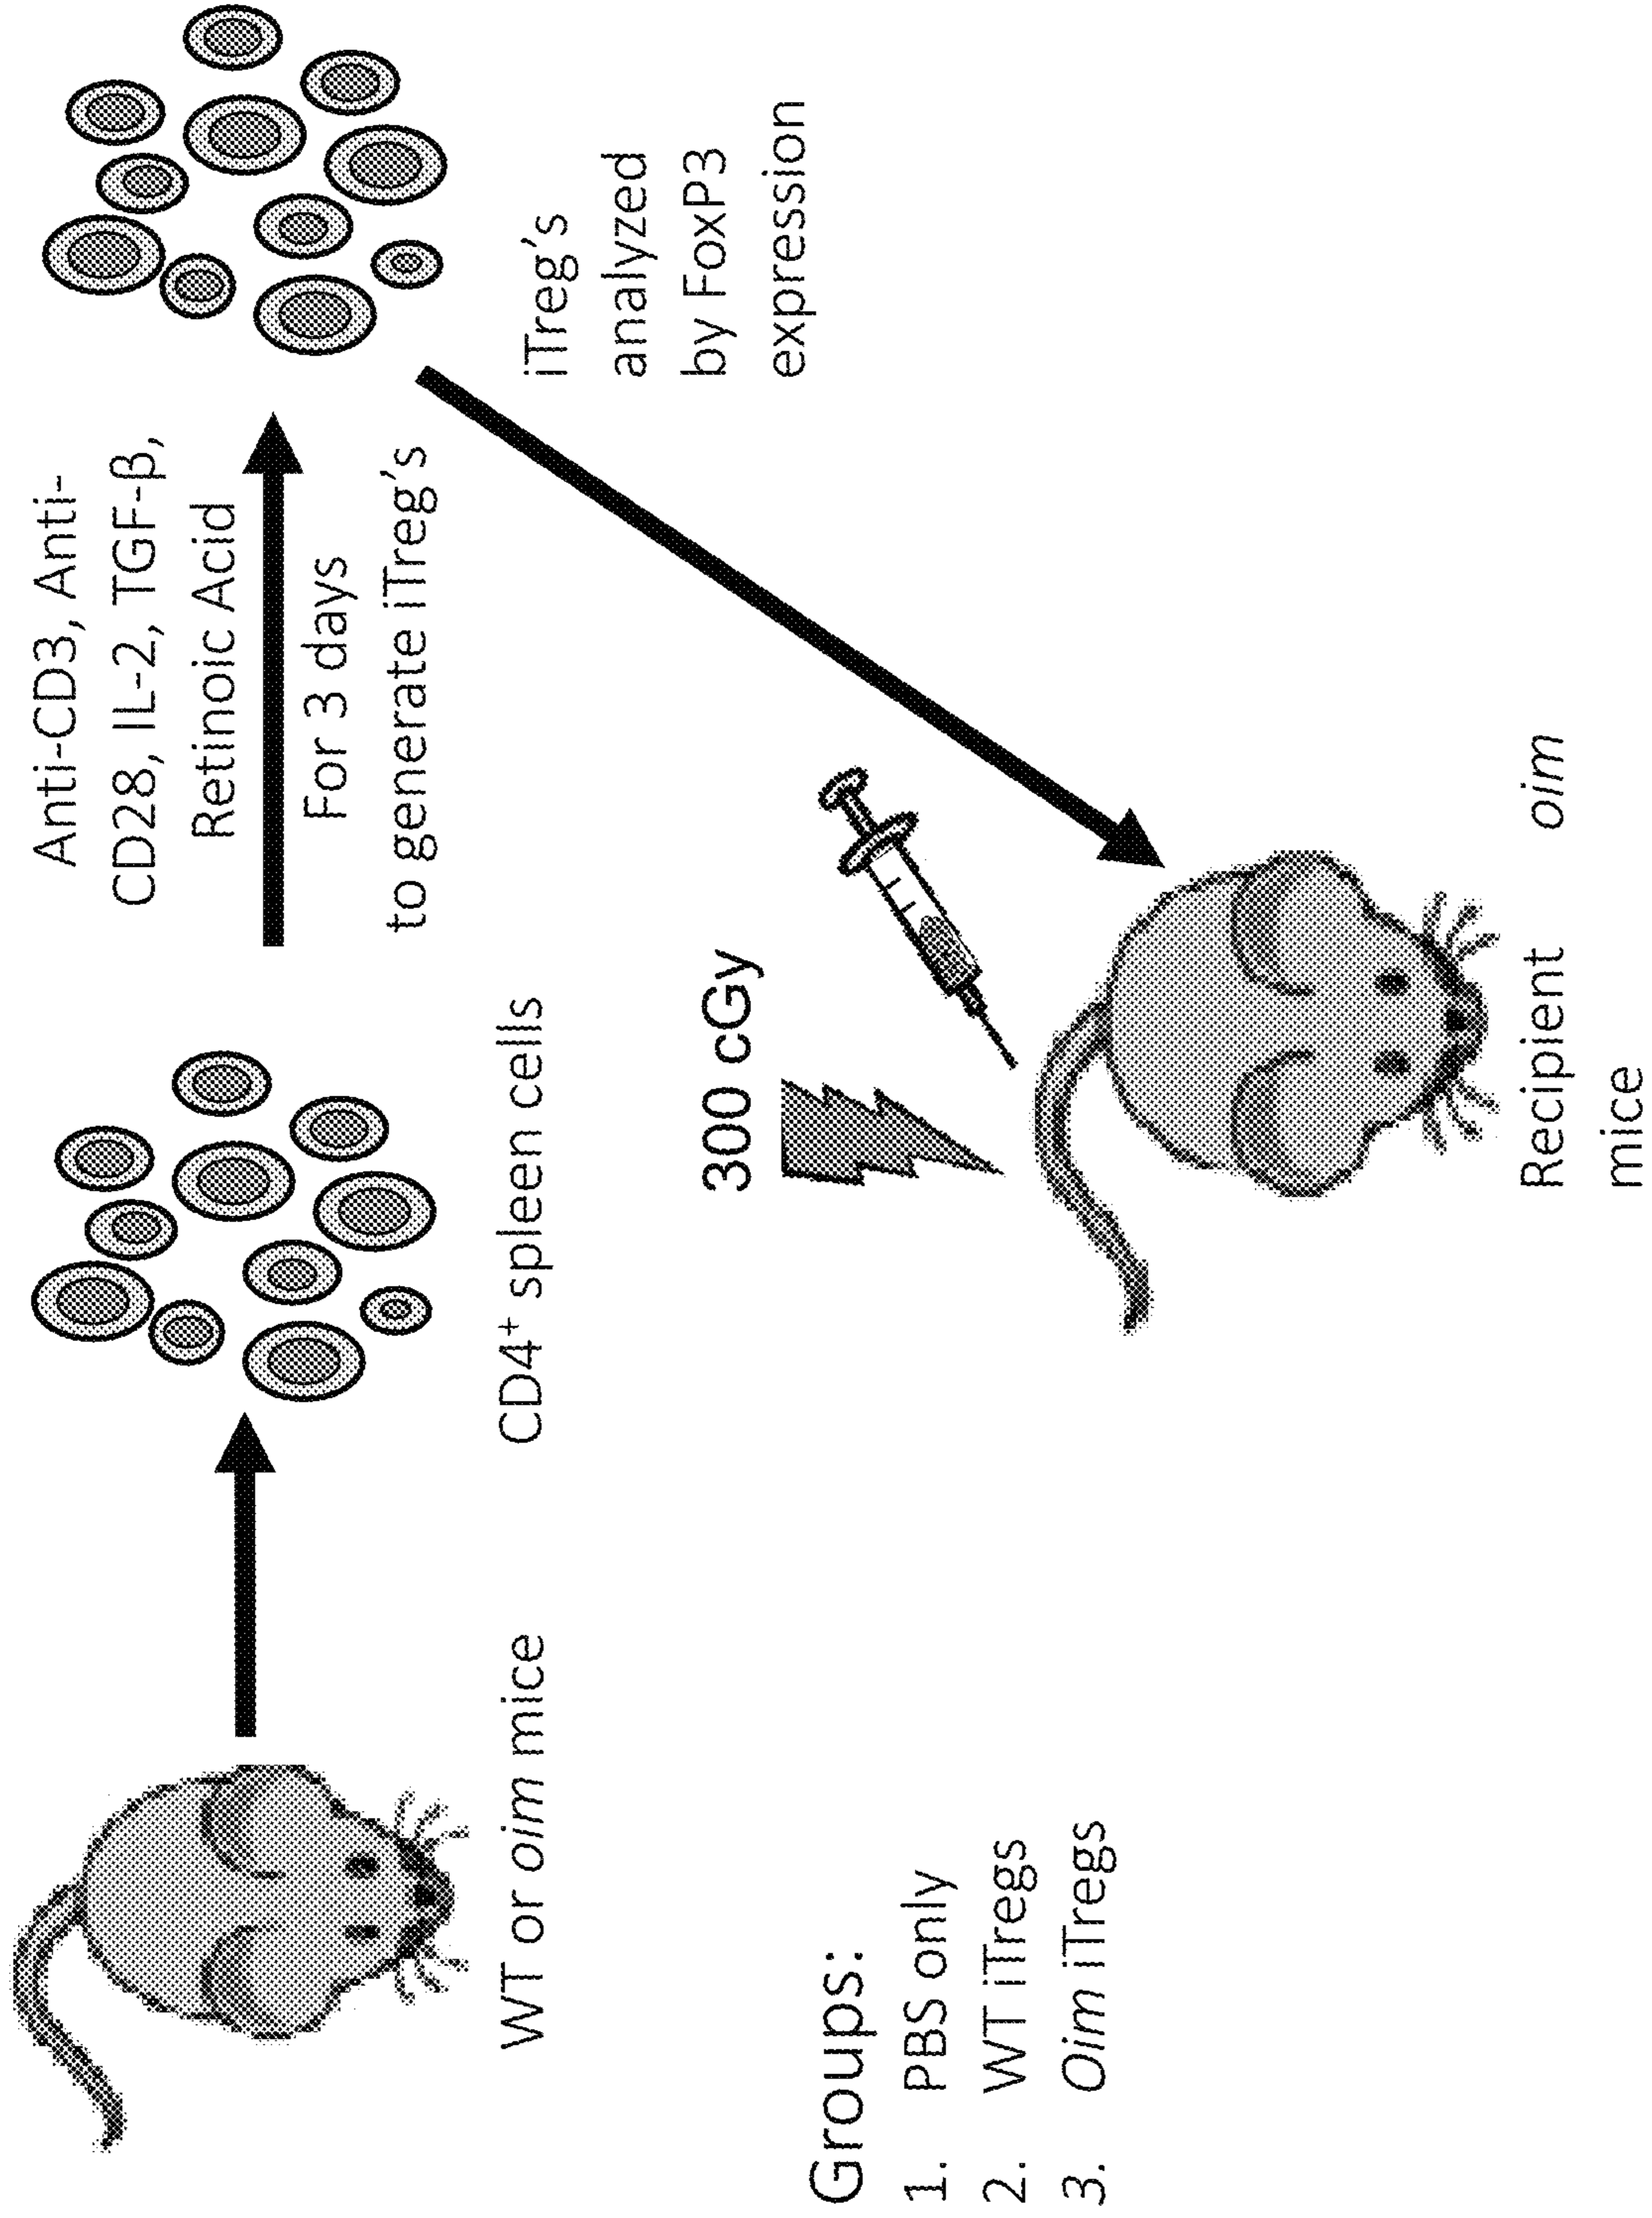 WT or oim mice
CD4+ spleen cells
Anti-CD3, Anti-
CD28, IL-2, TGF-β,
Retinoic Acid
For 3 days
to generate iTreg's
iTreg's
analyzed
by FoxP3
expression
Groups:
1. PBS only
2. WT iTregs
3. Oim iTregs
300 cGy
Recipient oim
mice